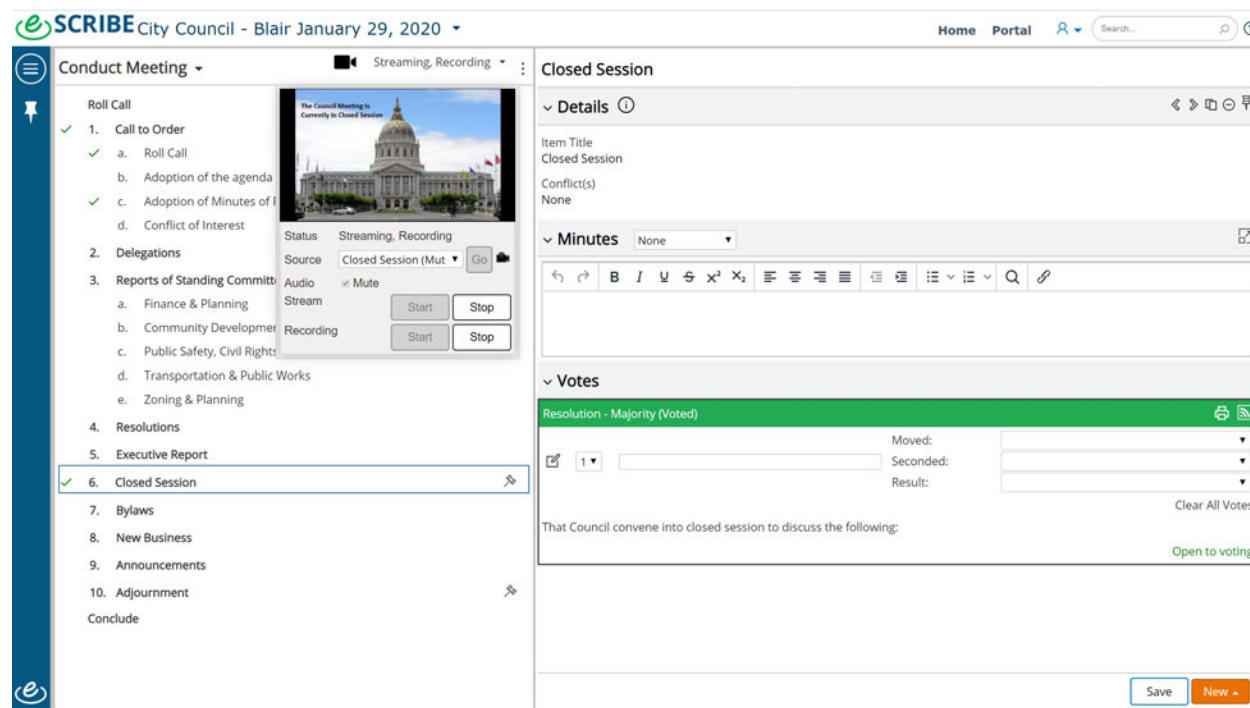 eSCRIBE City Council - Blair January 29, 2020
Home Portal Search...
Conduct Meeting
Streaming, Recording
Roll Call
1. Call to Order
a. Roll Call
b. Adoption of the agenda
c. Adoption of Minutes of
d. Conflict of Interest
2. Delegations
3. Reports of Standing Committ
a. Finance & Planning
b. Community Developmer
c. Public Safety, Civil Rights
d. Transportation & Public Works
e. Zoning & Planning
4. Resolutions
5. Executive Report
6. Closed Session
7. Bylaws
8. New Business
9. Announcements
10. Adjournment
Conclude
The Council Meeting is
Currently in Closed Session
Status Streaming, Recording
Source Closed Session (Mut Go
Audio Mute
Stream Start Stop
Recording Start Stop
Closed Session
Details
Item Title
Closed Session
Conflict(s)
None
Minutes None
B I U S X² X₂
Votes
Resolution - Majority (Voted)
Moved:
1 Seconded:
Result:
Clear All Votes
That Council convene into closed session to discuss the following:
Open to voting
Save New
e